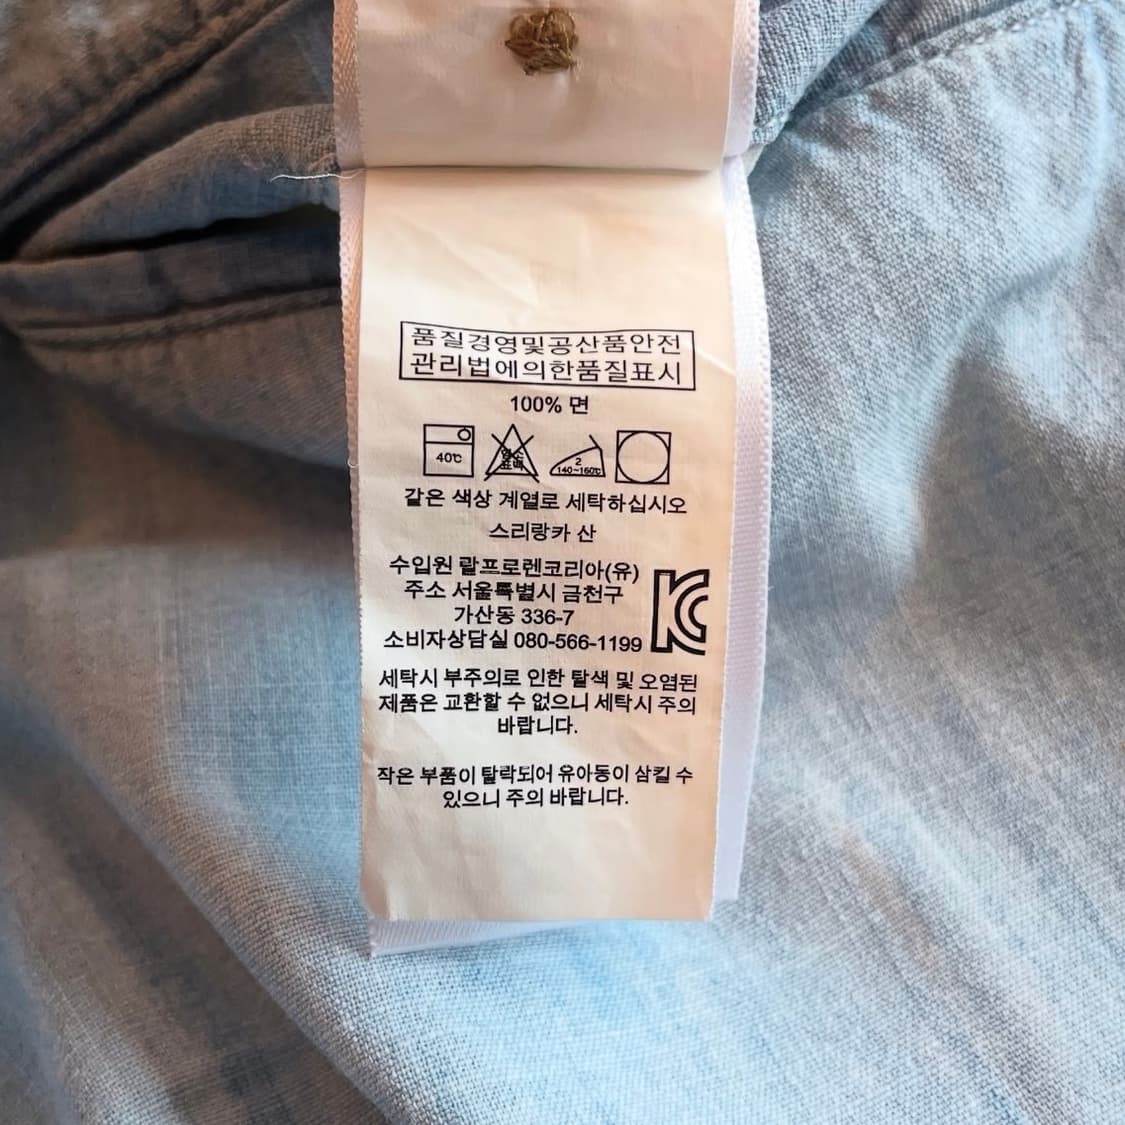 품질경영및공산품안전
관리법에의한품질표시
100% 면
40℃ 염소 표백 2 140~160℃
같은 색상 계열로 세탁하십시오
스리랑카 산
수입원 랄프로렌코리아(유)
주소 서울특별시 금천구
가산동 336-7
소비자상담실 080-566-1199
세탁시 부주의로 인한 탈색 및 오염된
제품은 교환할 수 없으니 세탁시 주의
바랍니다.
작은 부품이 탈락되어 유아동이 삼킬 수
있으니 주의 바랍니다.